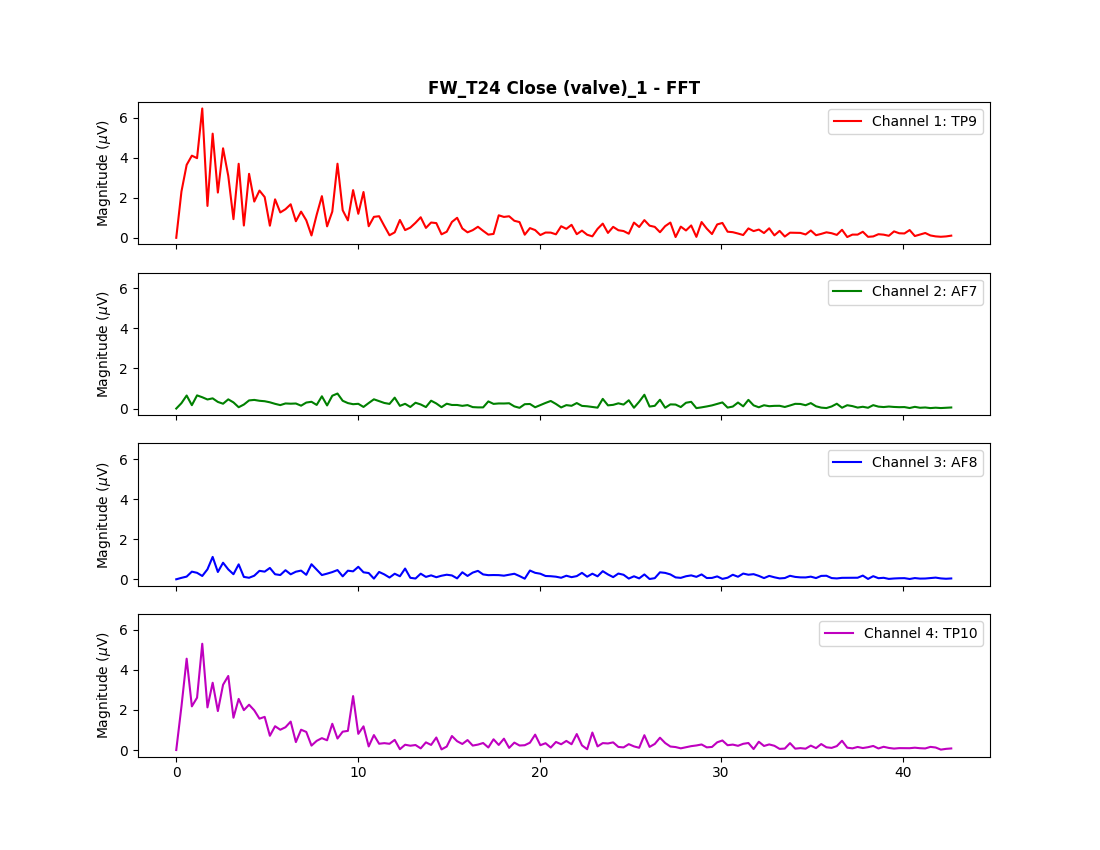 FW_T24 Close (valve)_1 - FFT
Magnitude (μV)
6
4
2
0
Channel 1: TP9
Magnitude (μV)
6
4
2
0
Channel 2: AF7
Magnitude (μV)
6
4
2
0
Channel 3: AF8
Magnitude (μV)
6
4
2
0
Channel 4: TP10
0 10 20 30 40